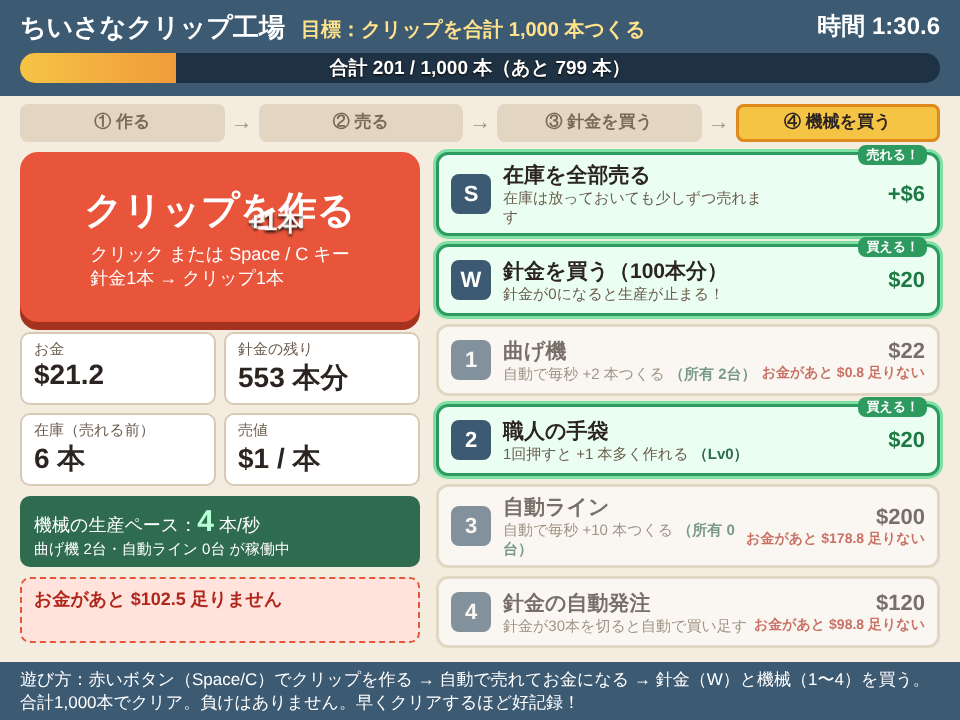 ちいさなクリップ工場 目標：クリップを合計 1,000 本つくる 時間 1:30.6
合計 201 / 1,000 本（あと 799 本）
① 作る → ② 売る → ③ 針金を買う → ④ 機械を買う
クリップを作る
+1本
クリック または Space / C キー
針金1本 → クリップ1本
お金
$21.2
針金の残り
553 本分
在庫（売れる前）
6 本
売値
$1 / 本
機械の生産ペース：4 本/秒
曲げ機 2台・自動ライン 0台 が稼働中
お金があと $102.5 足りません
売れる！
S
在庫を全部売る
在庫は放っておいても少しずつ売れま
す
+$6
買える！
W
針金を買う（100本分）
針金が0になると生産が止まる！
$20
1
曲げ機
自動で毎秒 +2 本つくる （所有 2台）
$22
お金があと $0.8 足りない
買える！
2
職人の手袋
1回押すと +1 本多く作れる （Lv0）
$20
3
自動ライン
自動で毎秒 +10 本つくる （所有 0
台）
$200
お金があと $178.8 足りない
4
針金の自動発注
針金が30本を切ると自動で買い足す
$120
お金があと $98.8 足りない
遊び方：赤いボタン（Space/C）でクリップを作る → 自動で売れてお金になる → 針金（W）と機械（1〜4）を買う。
合計1,000本でクリア。負けはありません。早くクリアするほど好記録！